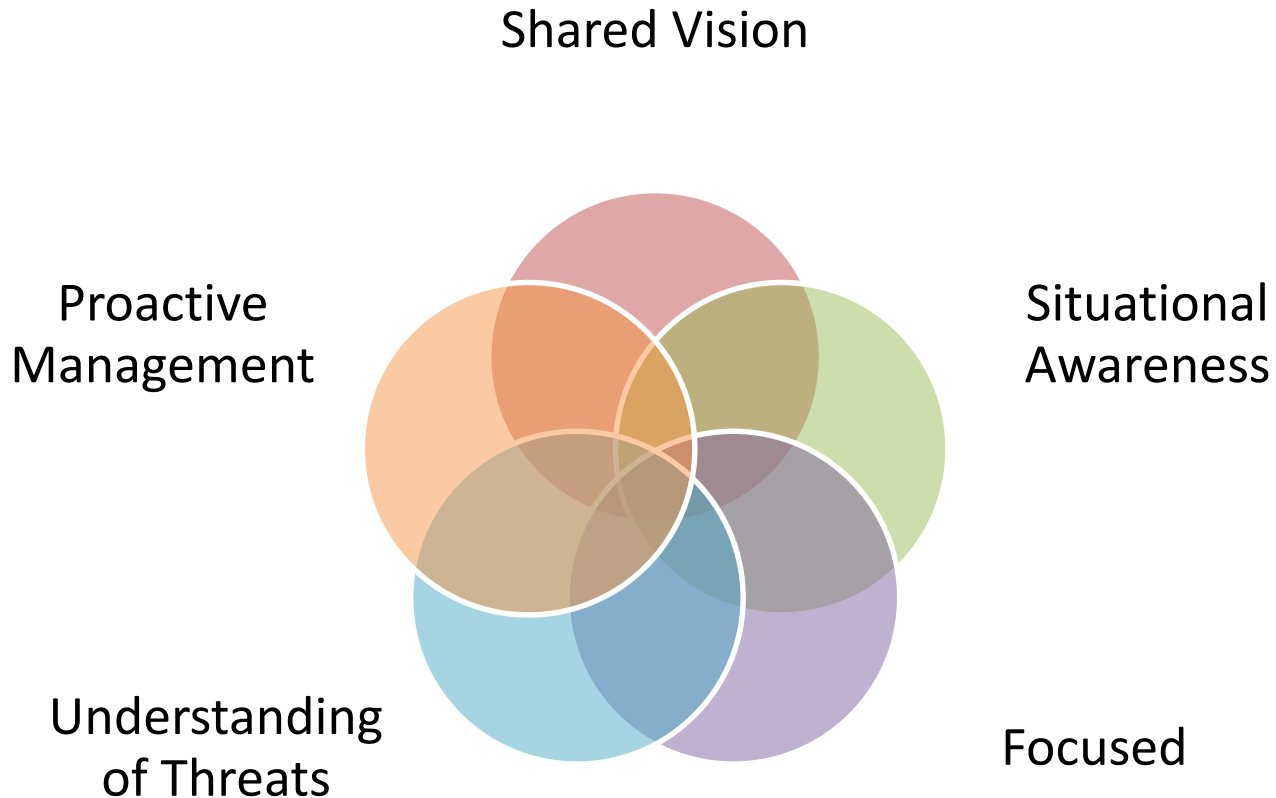 Shared Vision
Proactive
Management
Situational
Awareness
Understanding
of Threats
Focused